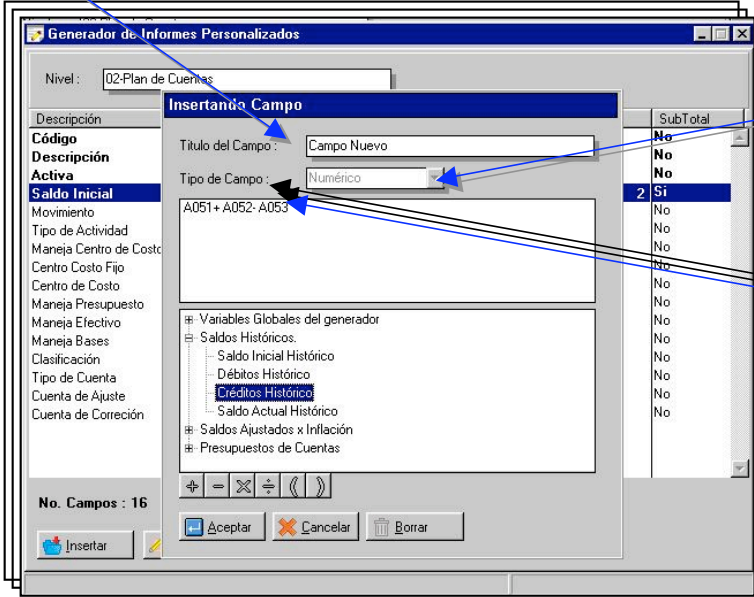 Generador de Informes Personalizados
Nivel : 02-Plan de Cuentas
Insertando Campo
Descripción SubTotal
Código No
Descripción No
Activa No
Saldo Inicial 2 Si
Movimiento No
Tipo de Actividad No
Maneja Centro de Costo No
Centro Costo Fijo No
Centro de Costo No
Maneja Presupuesto No
Maneja Efectivo No
Maneja Bases No
Clasificación No
Tipo de Cuenta No
Cuenta de Ajuste No
Cuenta de Correción No
Titulo del Campo : Campo Nuevo
Tipo de Campo : Numérico
A051+ A052- A053
Variables Globales del generador
Saldos Históricos.
Saldo Inicial Histórico
Débitos Histórico
Créditos Histórico
Saldo Actual Histórico
Saldos Ajustados x Inflación
Presupuestos de Cuentas
+ - × ÷ ( )
Aceptar Cancelar Borrar
No. Campos : 16
Insertar